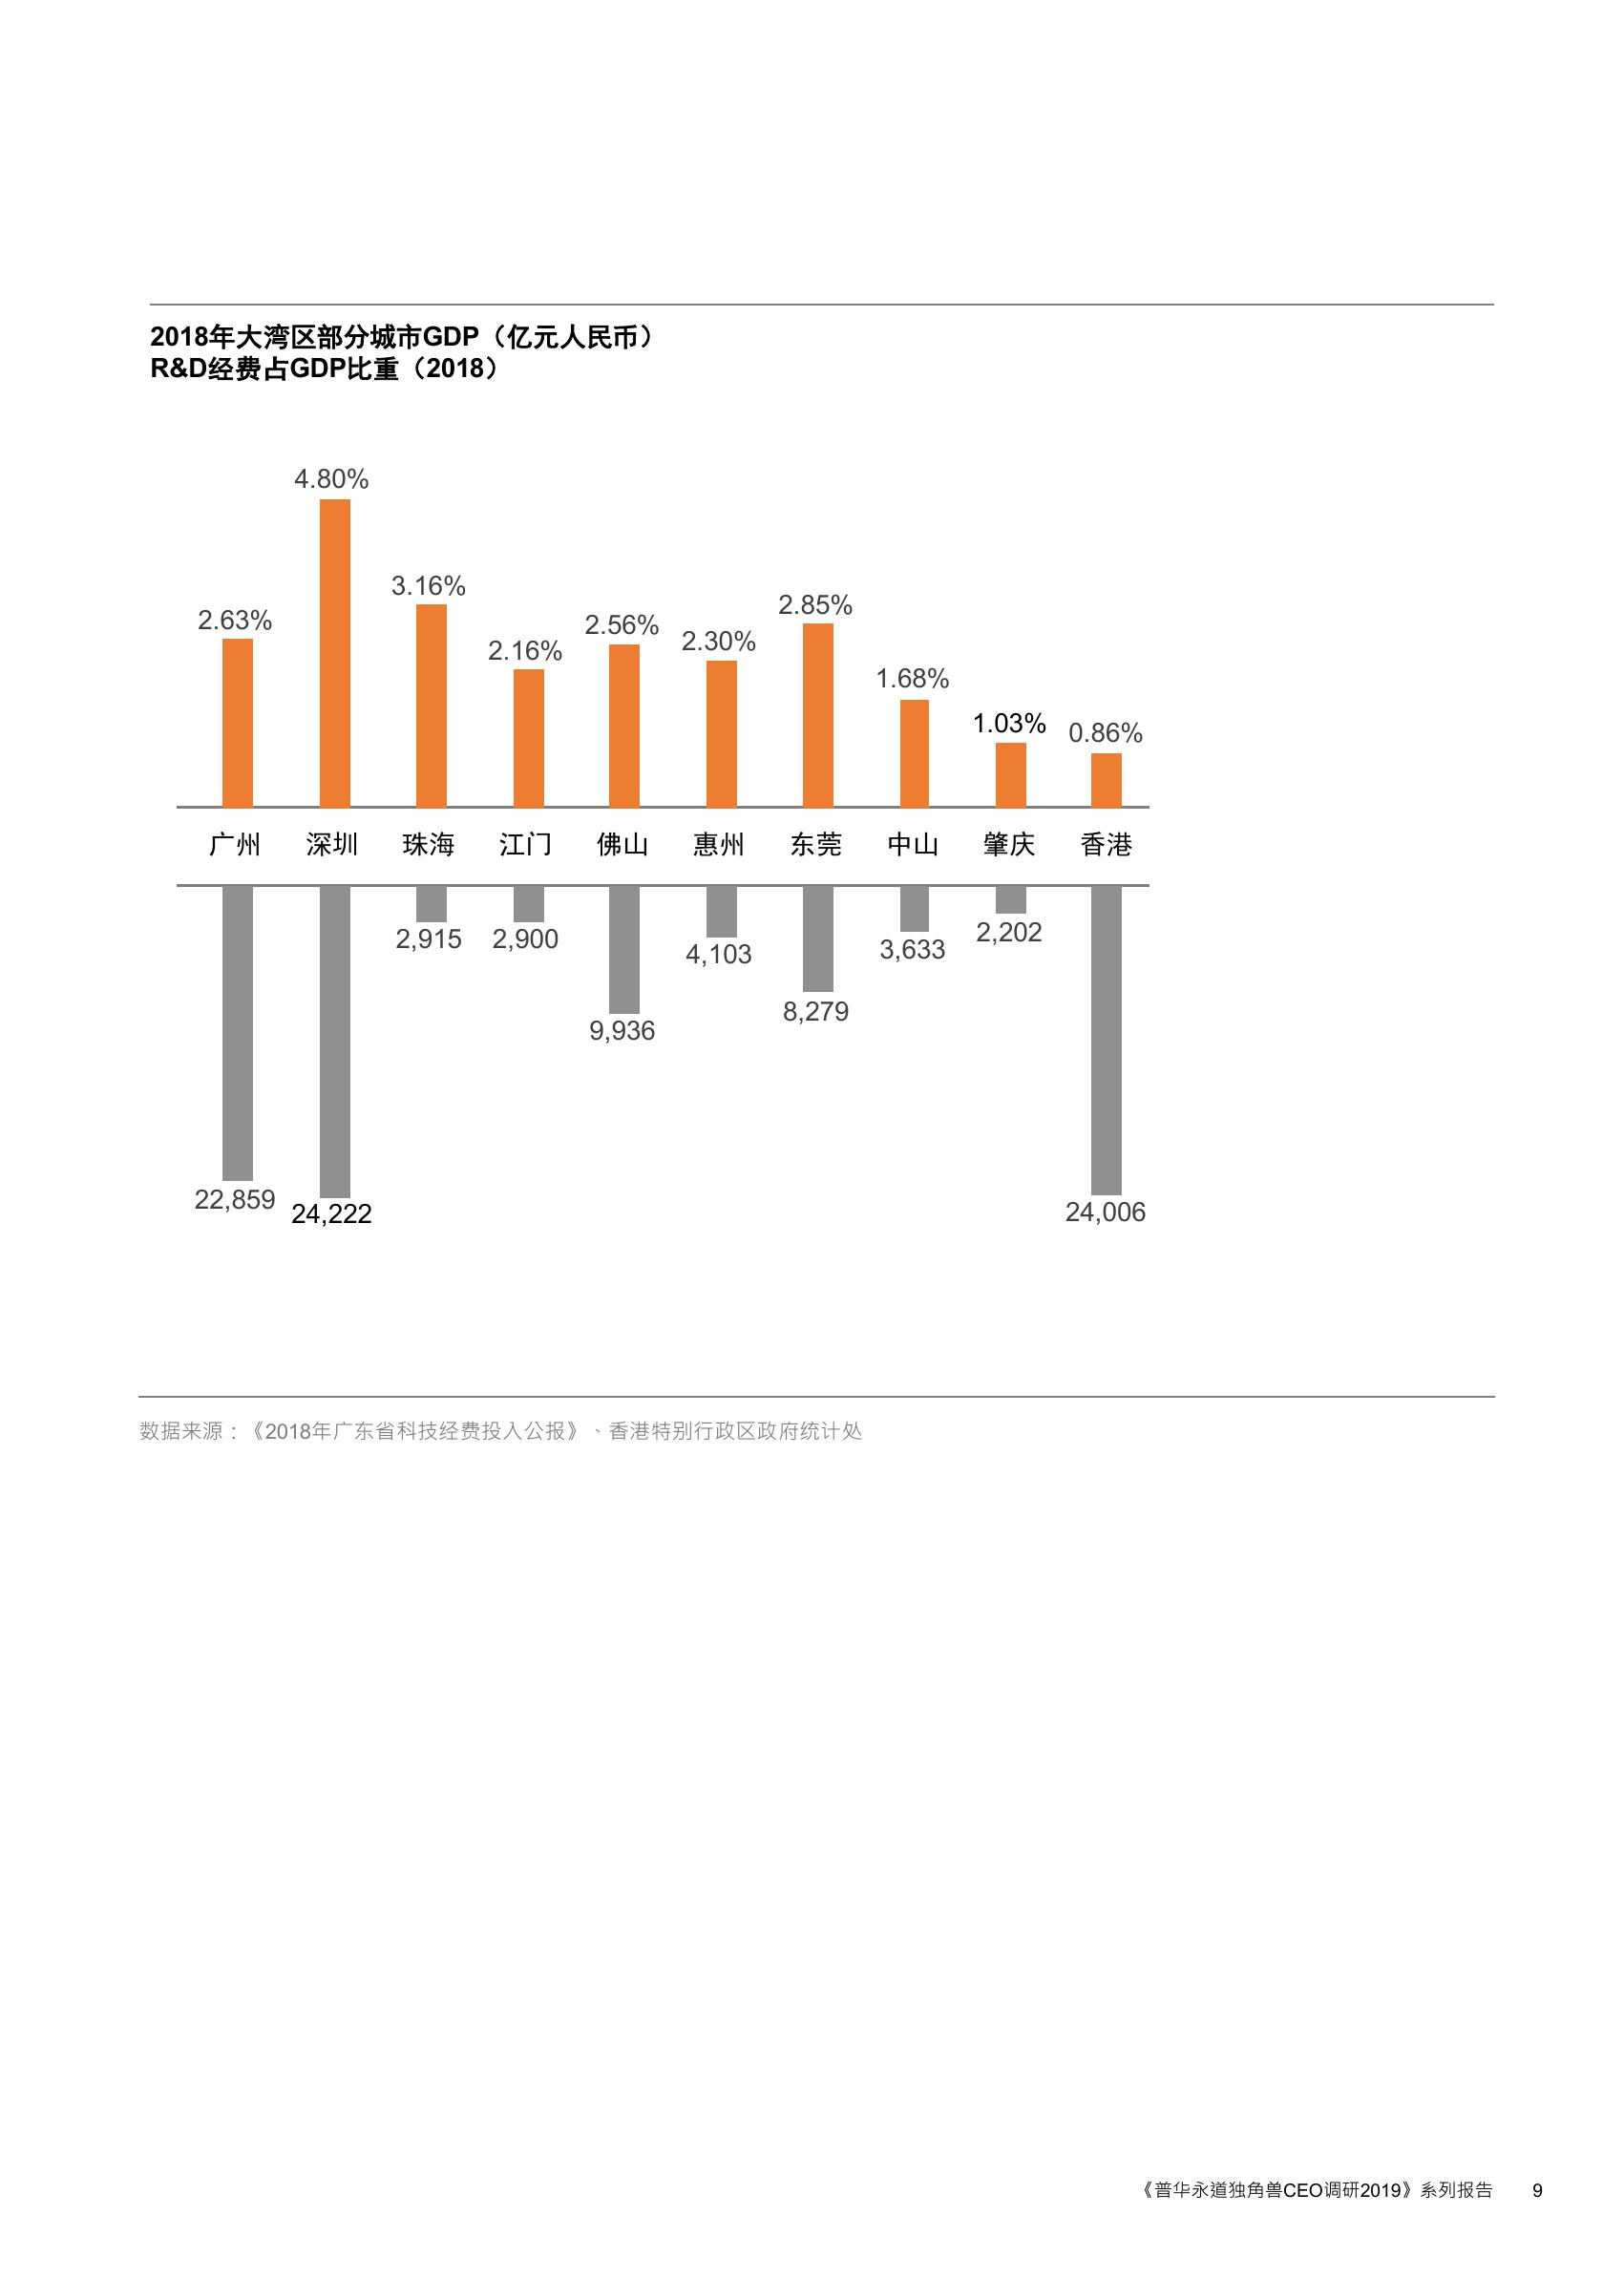 2018年大湾区部分城市GDP（亿元人民币）
R&D经费占GDP比重（2018）
2.63% 4.80% 3.16% 2.16% 2.56% 2.30% 2.85% 1.68% 1.03% 0.86%
广州 深圳 珠海 江门 佛山 惠州 东莞 中山 肇庆 香港
22,859 24,222 2,915 2,900 9,936 4,103 8,279 3,633 2,202 24,006
数据来源：《2018年广东省科技经费投入公报》、香港特别行政区政府统计处
《普华永道独角兽CEO调研2019》系列报告 9